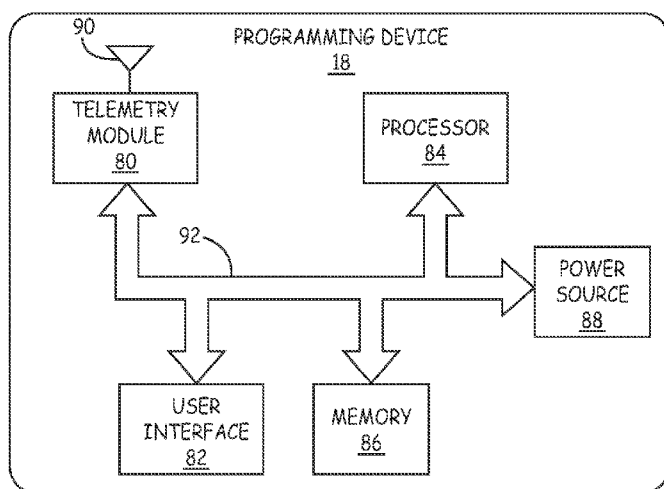 90
PROGRAMMING DEVICE
18
TELEMETRY
MODULE
80
PROCESSOR
84
92
POWER
SOURCE
88
USER
INTERFACE
82
MEMORY
86